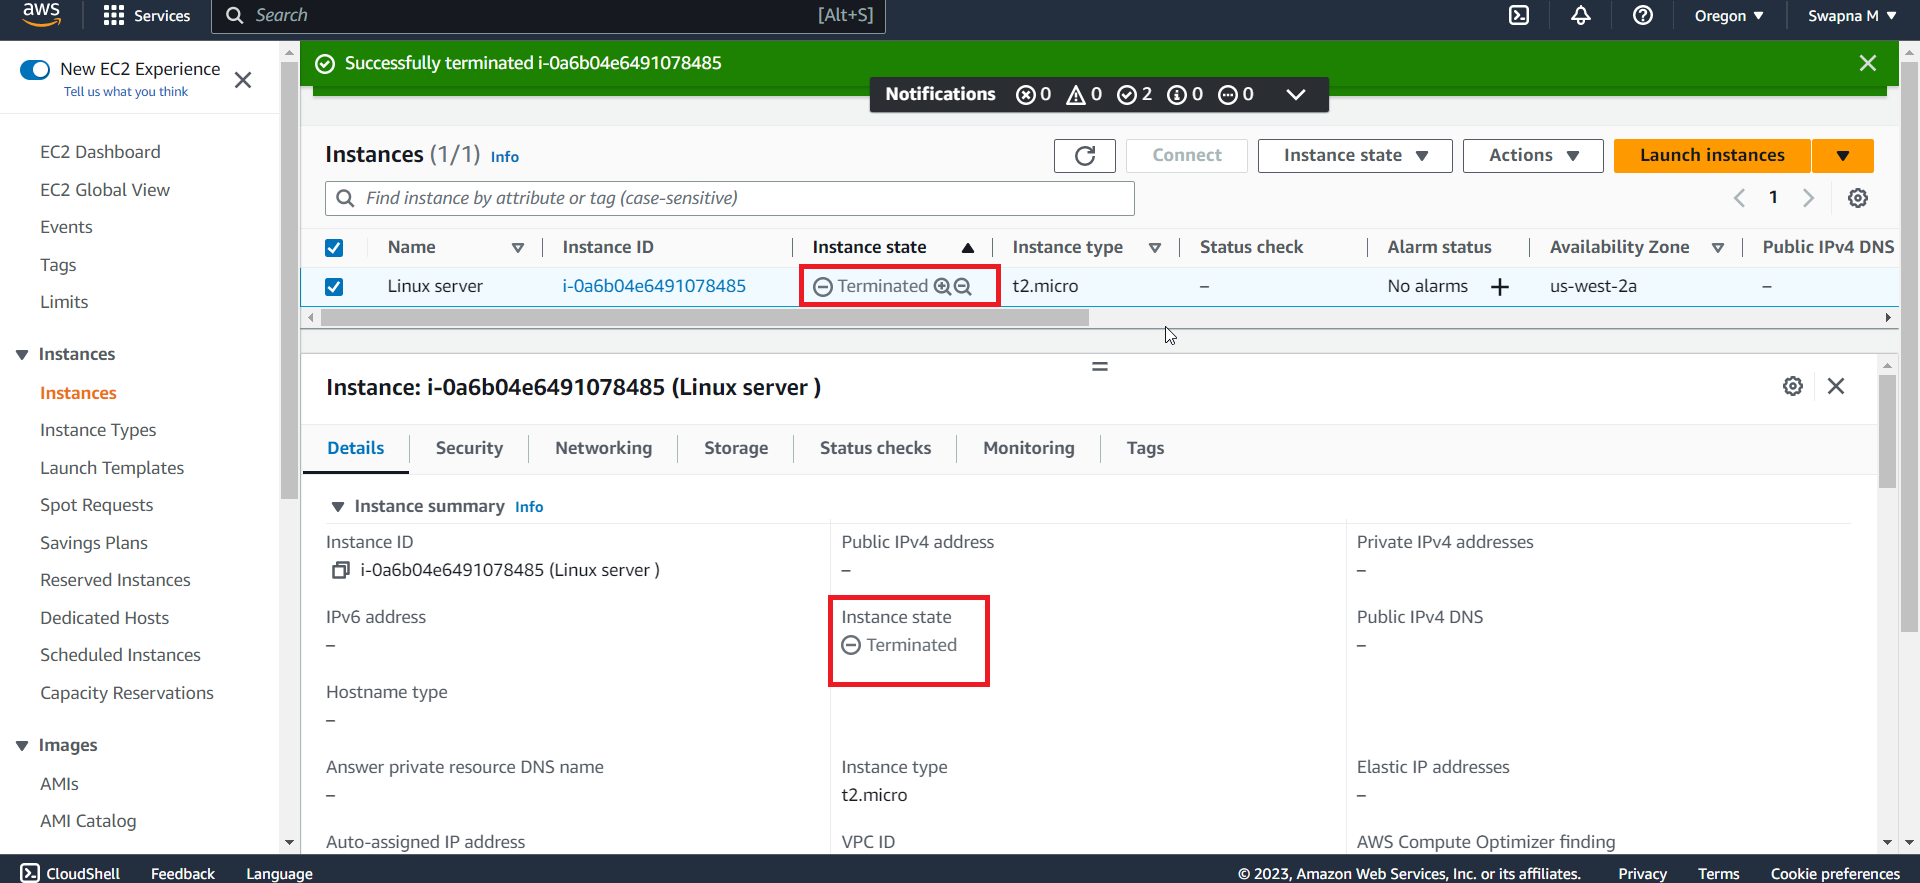 aws Services Search [Alt+S] Oregon Swapna M
New EC2 Experience
Tell us what you think
EC2 Dashboard
EC2 Global View
Events
Tags
Limits
Instances
Instances
Instance Types
Launch Templates
Spot Requests
Savings Plans
Reserved Instances
Dedicated Hosts
Scheduled Instances
Capacity Reservations
Images
AMIs
AMI Catalog
Successfully terminated i-0a6b04e6491078485
Notifications 0 0 2 0 0
Instances (1/1) Info Connect Instance state Actions Launch instances
Find instance by attribute or tag (case-sensitive) 1
Name Instance ID Instance state Instance type Status check Alarm status Availability Zone Public IPv4 DNS
Linux server i-0a6b04e6491078485 Terminated t2.micro – No alarms + us-west-2a –
Instance: i-0a6b04e6491078485 (Linux server )
Details Security Networking Storage Status checks Monitoring Tags
Instance summary Info
Instance ID Public IPv4 address Private IPv4 addresses
i-0a6b04e6491078485 (Linux server ) – –
IPv6 address Instance state Public IPv4 DNS
– Terminated –
Hostname type
–
Answer private resource DNS name Instance type Elastic IP addresses
– t2.micro –
Auto-assigned IP address VPC ID AWS Compute Optimizer finding
CloudShell Feedback Language © 2023, Amazon Web Services, Inc. or its affiliates. Privacy Terms Cookie preferences